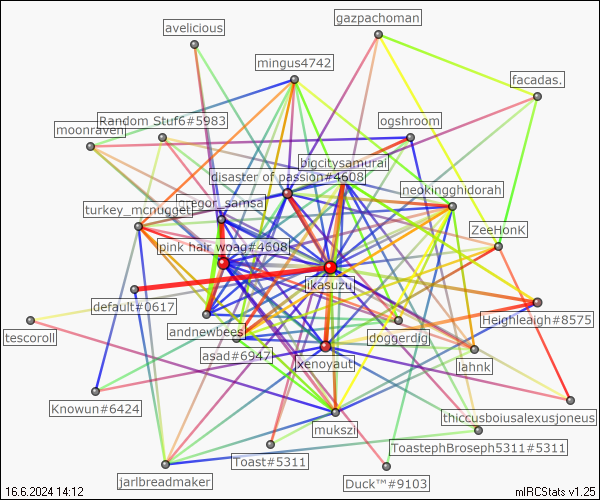 gazpachoman
avelicious
mingus4742
facadas.
Random_Stuf6#5983
ogshroom
moonraven
bigcitysamurai
disaster of passion#4608
neokingghidorah
gregor_samsa
turkey_mcnugget
ZeeHonK
pink hair woag#4608
ikasuzu
default#0617
Heighleaigh#8575
tescoroll
andnewbees
doggerdig
asad#6947
xenoyaut
lahnk
Knowun#6424
thiccusboiusalexusjoneus
mukszi
ToastephBroseph5311#5311
Toast#5311
jarlbreadmaker
Duck™#9103
16.6.2024 14:12
mIRCStats v1.25